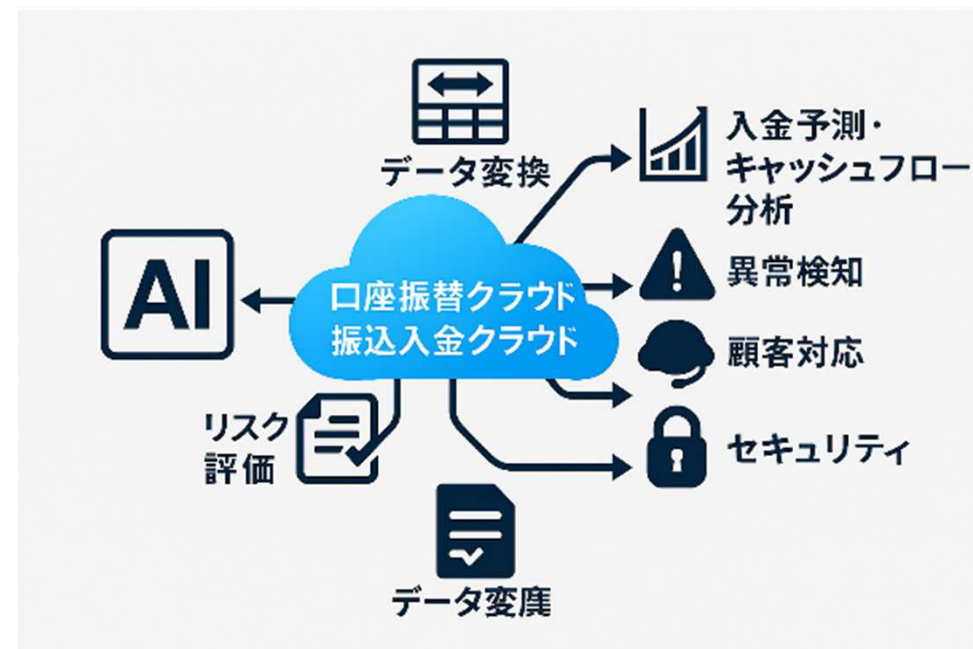 データ変換
入金予測・
キャッシュフロー
分析
AI
口座振替クラウド
振込入金クラウド
異常検知
顧客対応
リスク
評価
セキュリティ
データ変